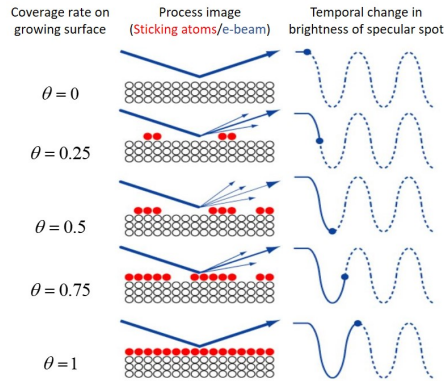 Coverage rate on
growing surface
Process image
(Sticking atoms/e-beam)
Temporal change in
brightness of specular spot
θ = 0
θ = 0.25
θ = 0.5
θ = 0.75
θ = 1